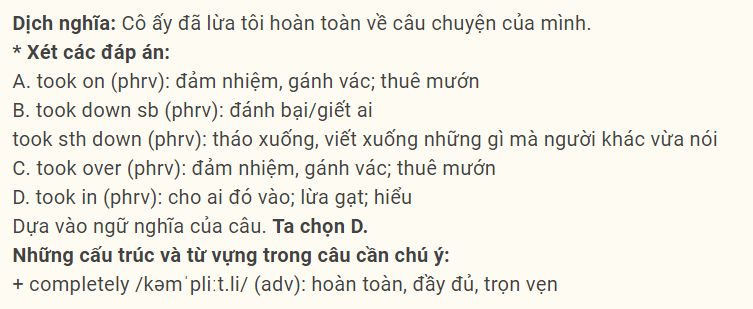 Dịch nghĩa: Cô ấy đã lừa tôi hoàn toàn về câu chuyện của mình.
* Xét các đáp án:
A. took on (phrv): đảm nhiệm, gánh vác; thuê mướn
B. took down sb (phrv): đánh bại/giết ai
took sth down (phrv): tháo xuống, viết xuống những gì mà người khác vừa nói
C. took over (phrv): đảm nhiệm, gánh vác; thuê mướn
D. took in (phrv): cho ai đó vào; lừa gạt; hiểu
Dựa vào ngữ nghĩa của câu. Ta chọn D.
Những cấu trúc và từ vựng trong câu cần chú ý:
+ completely /kəmˈpliːt.li/ (adv): hoàn toàn, đầy đủ, trọn vẹn